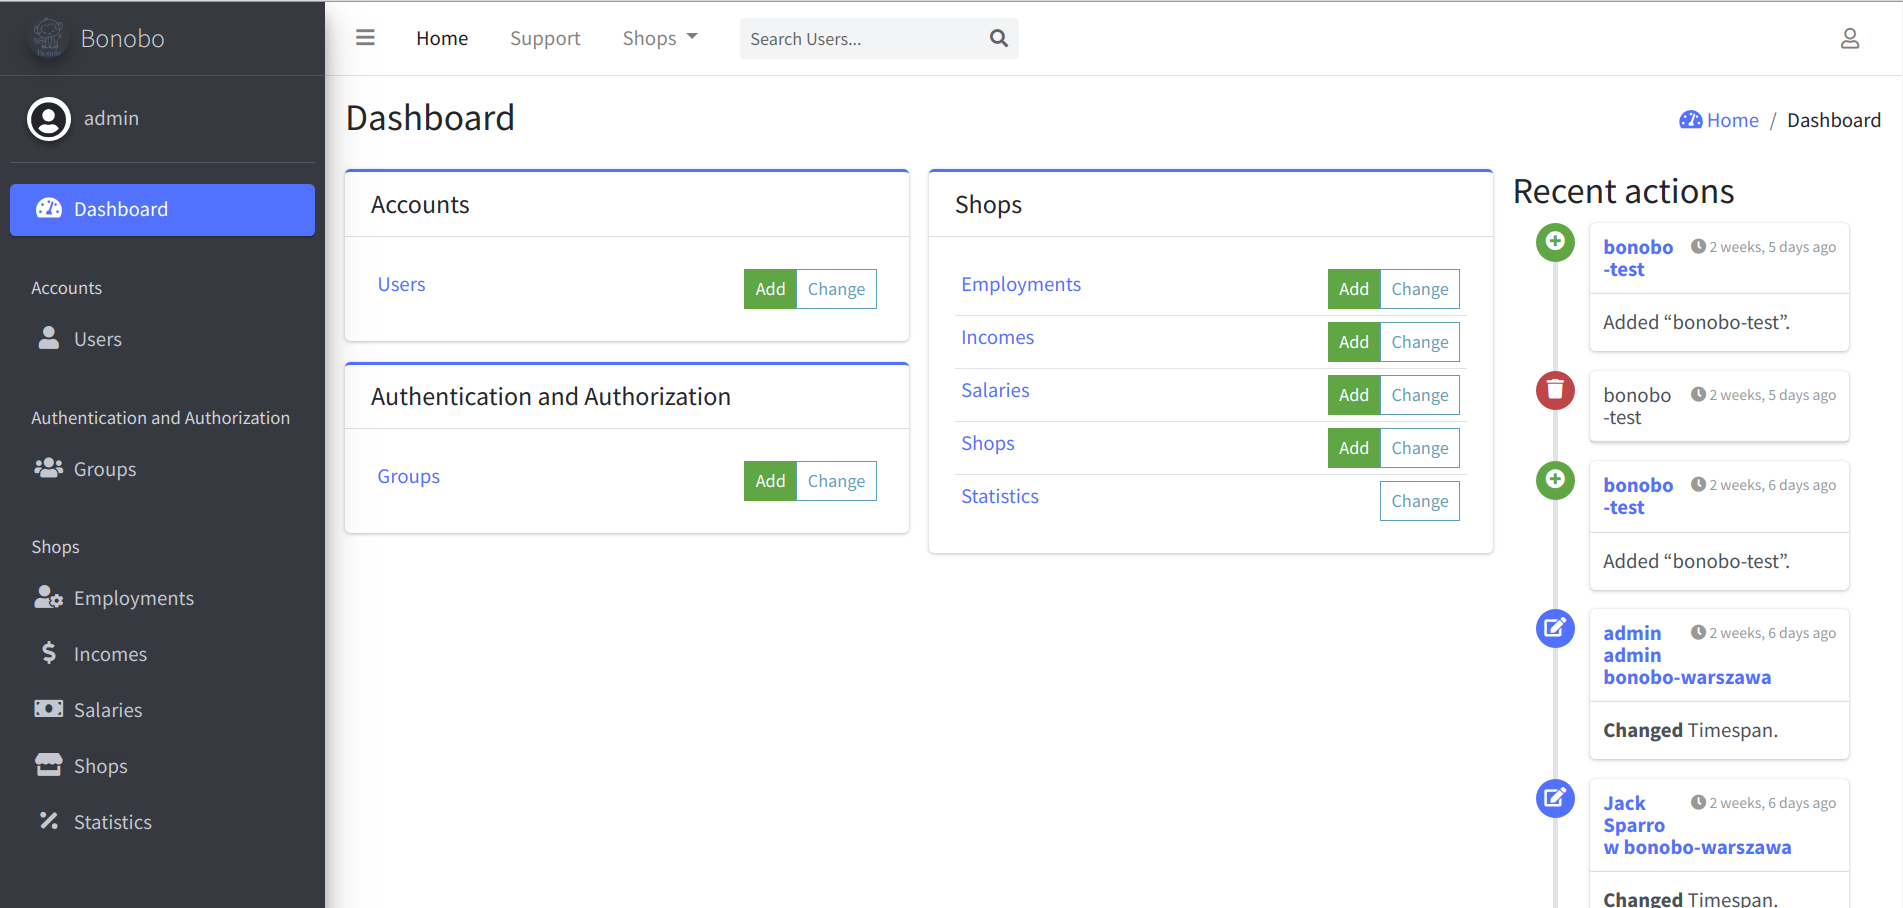 Bonobo
admin
Dashboard
Accounts
Users
Authentication and Authorization
Groups
Shops
Employments
Incomes
Salaries
Shops
Statistics
Home Support Shops Search Users...
Dashboard
Home / Dashboard
Accounts
Users Add Change
Authentication and Authorization
Groups Add Change
Shops
Employments Add Change
Incomes Add Change
Salaries Add Change
Shops Add Change
Statistics Change
Recent actions
bonobo 2 weeks, 5 days ago
-test
Added “bonobo-test”.
bonobo 2 weeks, 5 days ago
-test
bonobo 2 weeks, 6 days ago
-test
Added “bonobo-test”.
admin 2 weeks, 6 days ago
admin
bonobo-warszawa
Changed Timespan.
Jack 2 weeks, 6 days ago
Sparro
w bonobo-warszawa
Changed Timespan.